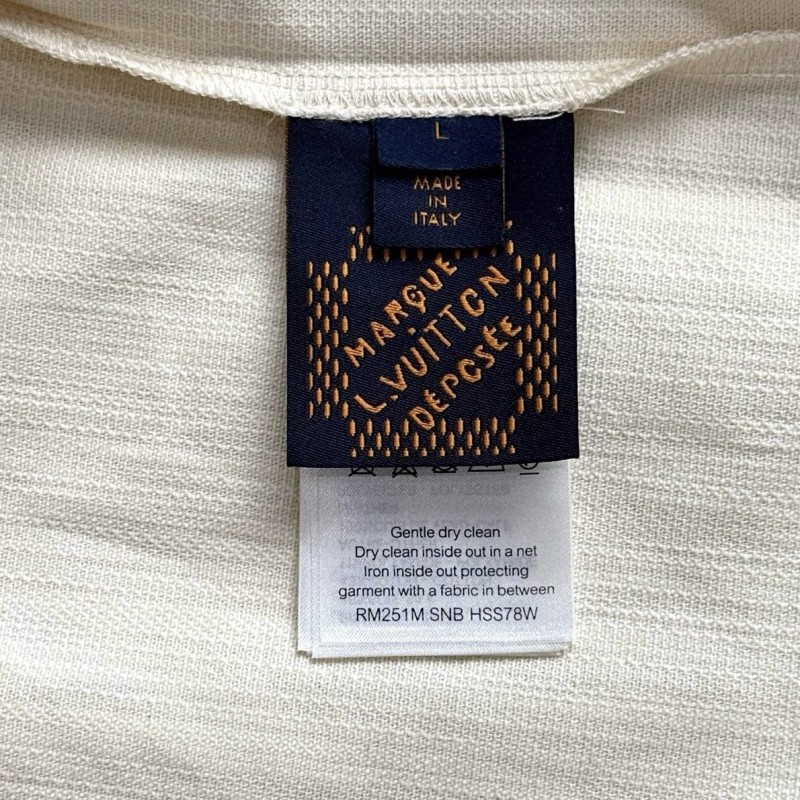 L
MADE
IN
ITALY
MARQUE
L.VUITTON
DÉPOSÉE
Gentle dry clean
Dry clean inside out in a net
Iron inside out protecting
garment with a fabric in between
RM251M SNB HSS78W